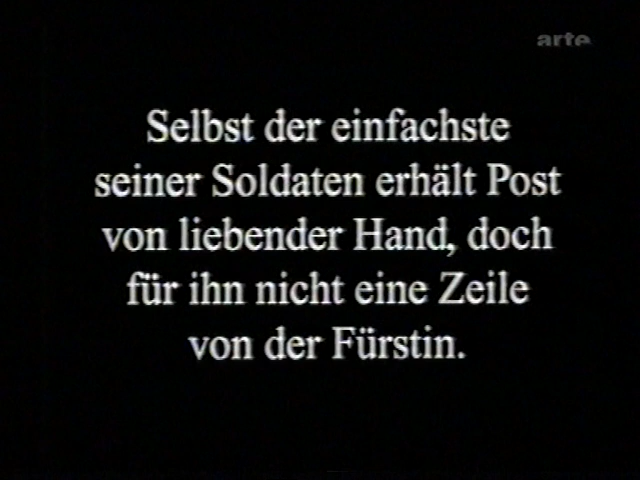 arte
Selbst der einfachste
seiner Soldaten erhält Post
von liebender Hand, doch
für ihn nicht eine Zeile
von der Fürstin.